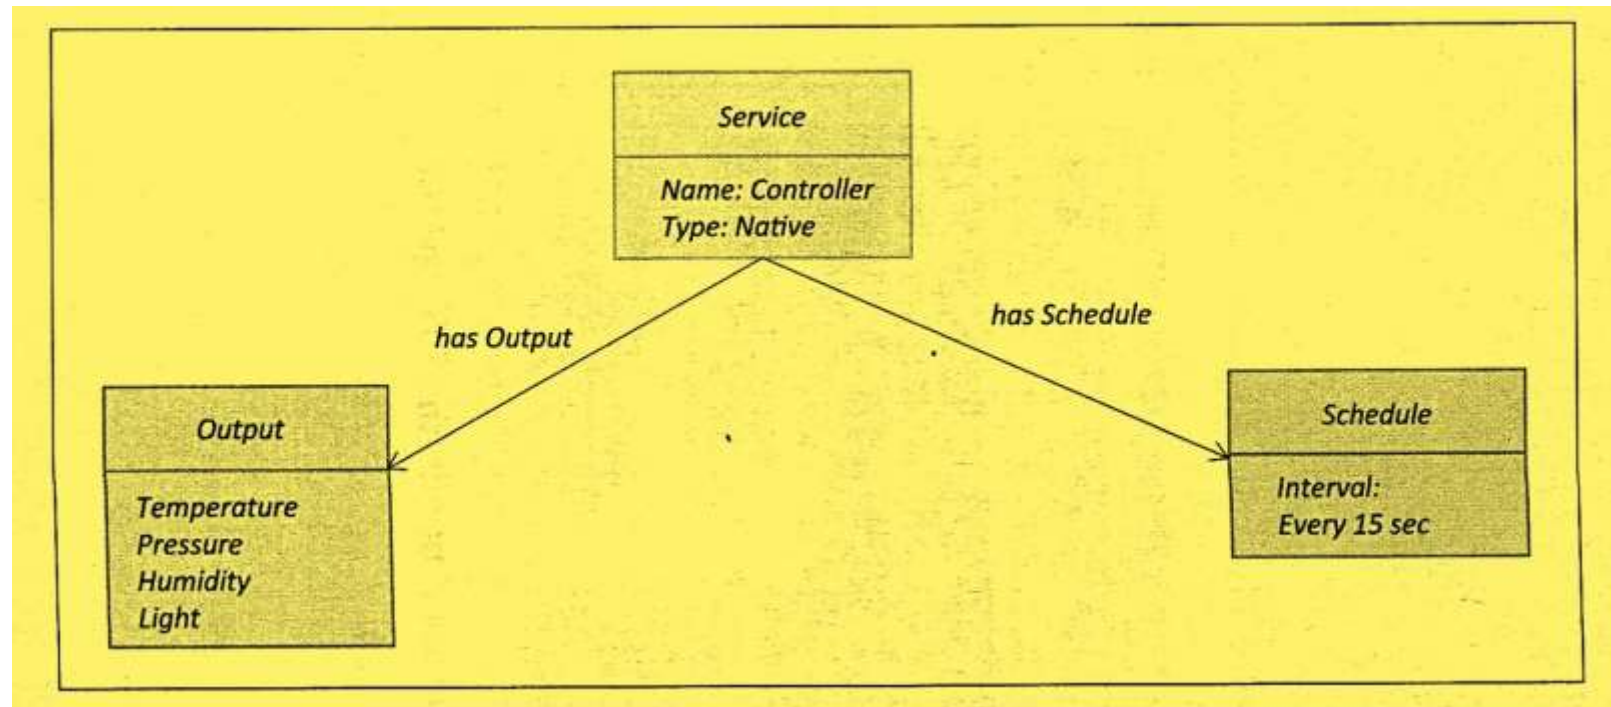 Service
Name: Controller
Type: Native
has Output
has Schedule
Output
Temperature
Pressure
Humidity
Light
Schedule
Interval:
Every 15 sec